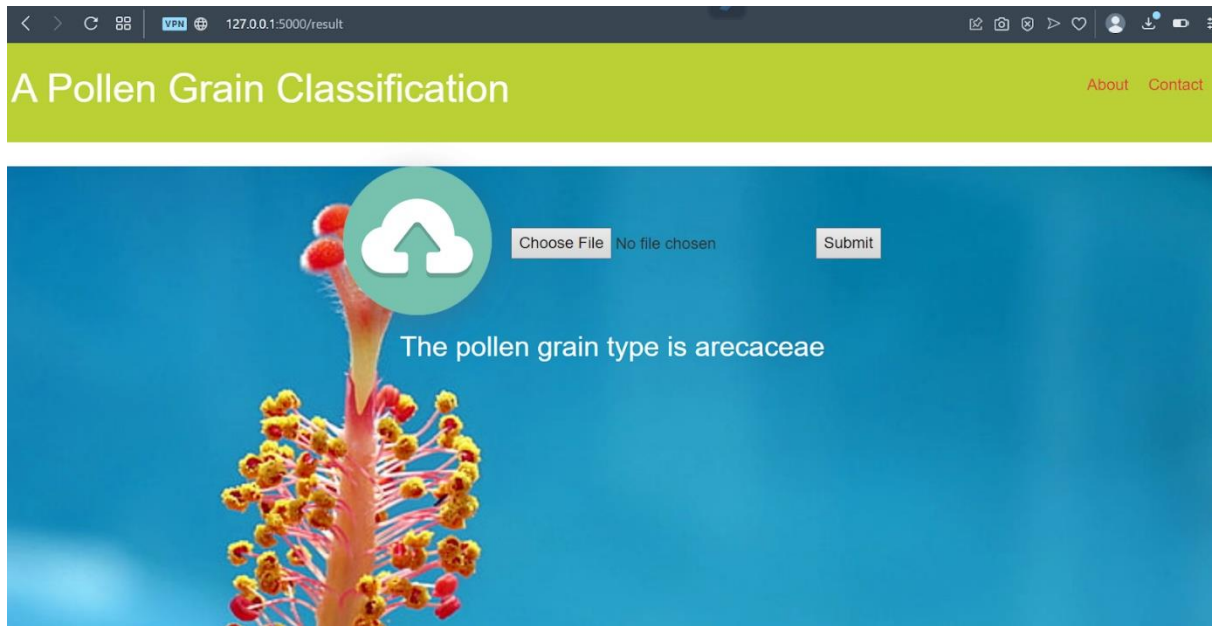 VPN 127.0.0.1:5000/result
A Pollen Grain Classification
About Contact
Choose File No file chosen Submit
The pollen grain type is arecaceae